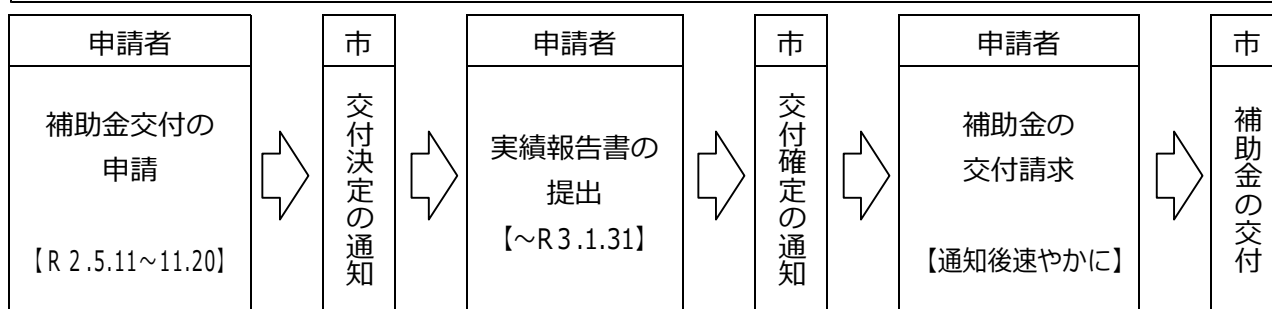 申請者
補助金交付の
申請
【R2.5.11～11.20】
市
交付決定の通知
申請者
実績報告書の
提出
【～R3.1.31】
市
交付確定の通知
申請者
補助金の
交付請求
【通知後速やかに】
市
補助金の交付